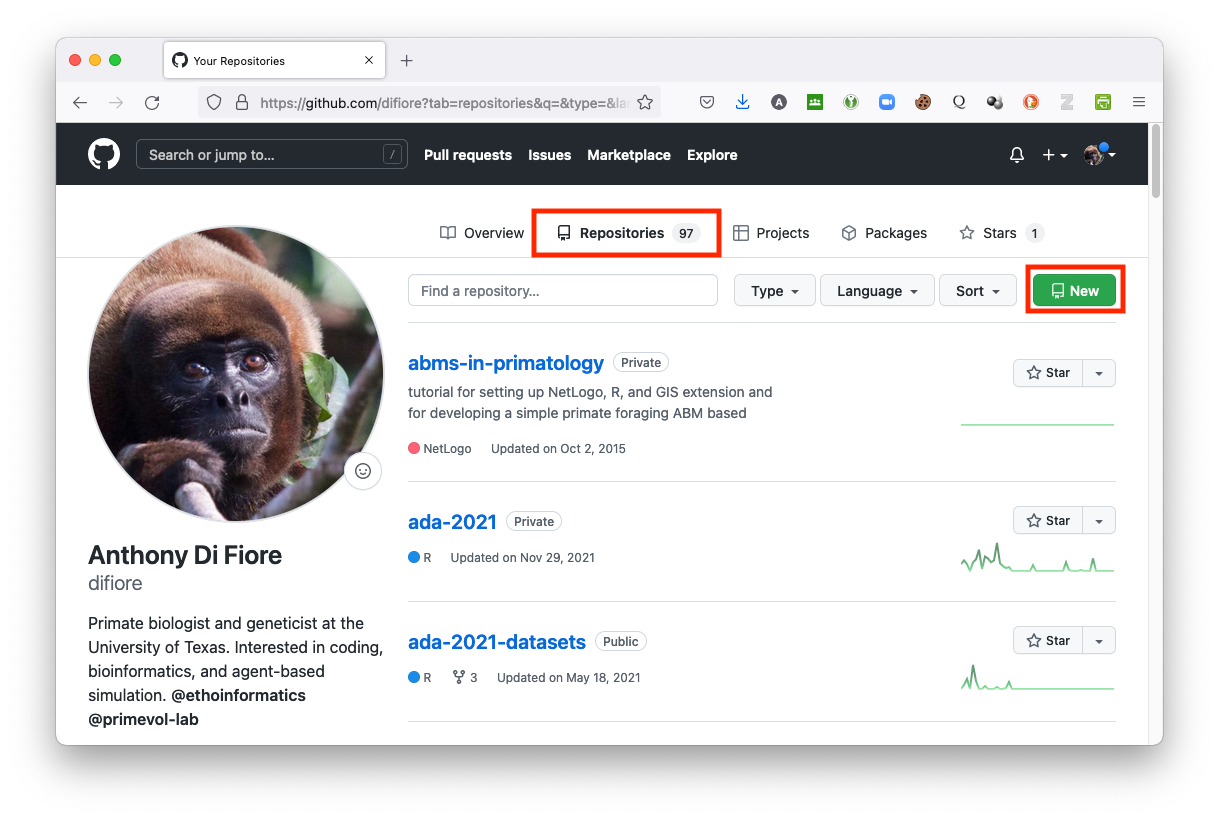 Your Repositories
https://github.com/difiore?tab=repositories&q=&type=&la
A
Q
Z
Search or jump to... /
Pull requests Issues Marketplace Explore
Overview Repositories 97 Projects Packages Stars 1
Find a repository... Type Language Sort New
abms-in-primatology Private
Star
tutorial for setting up NetLogo, R, and GIS extension and
for developing a simple primate foraging ABM based
NetLogo Updated on Oct 2, 2015
ada-2021 Private
Star
R Updated on Nov 29, 2021
ada-2021-datasets Public
Star
R 3 Updated on May 18, 2021
Anthony Di Fiore
difiore
Primate biologist and geneticist at the
University of Texas. Interested in coding,
bioinformatics, and agent-based
simulation. @ethoinformatics
@primevol-lab